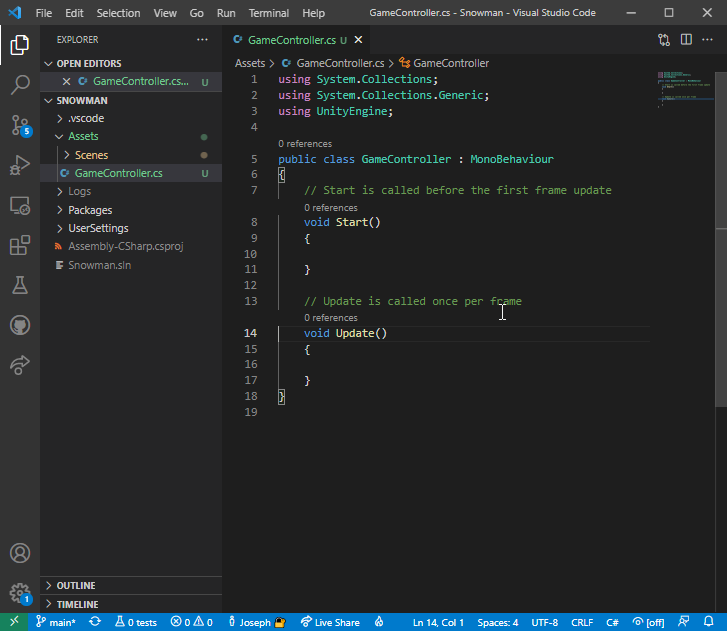 File Edit Selection View Go Run Terminal Help GameController.cs - Snowman - Visual Studio Code
EXPLORER
OPEN EDITORS
GameController.cs... U
SNOWMAN
.vscode
Assets
Scenes
GameController.cs U
Logs
Packages
UserSettings
Assembly-CSharp.csproj
Snowman.sln
OUTLINE
TIMELINE
5
1
GameController.cs U
Assets > GameController.cs > GameController
1 using System.Collections;
2 using System.Collections.Generic;
3 using UnityEngine;
4
0 references
5 public class GameController : MonoBehaviour
6 {
7 // Start is called before the first frame update
0 references
8 void Start()
9 {
10
11 }
12
13 // Update is called once per frame
0 references
14 void Update()
15 {
16
17 }
18 }
19
main* 0 tests 0 0 Joseph Live Share Ln 14, Col 1 Spaces: 4 UTF-8 CRLF C# [off]